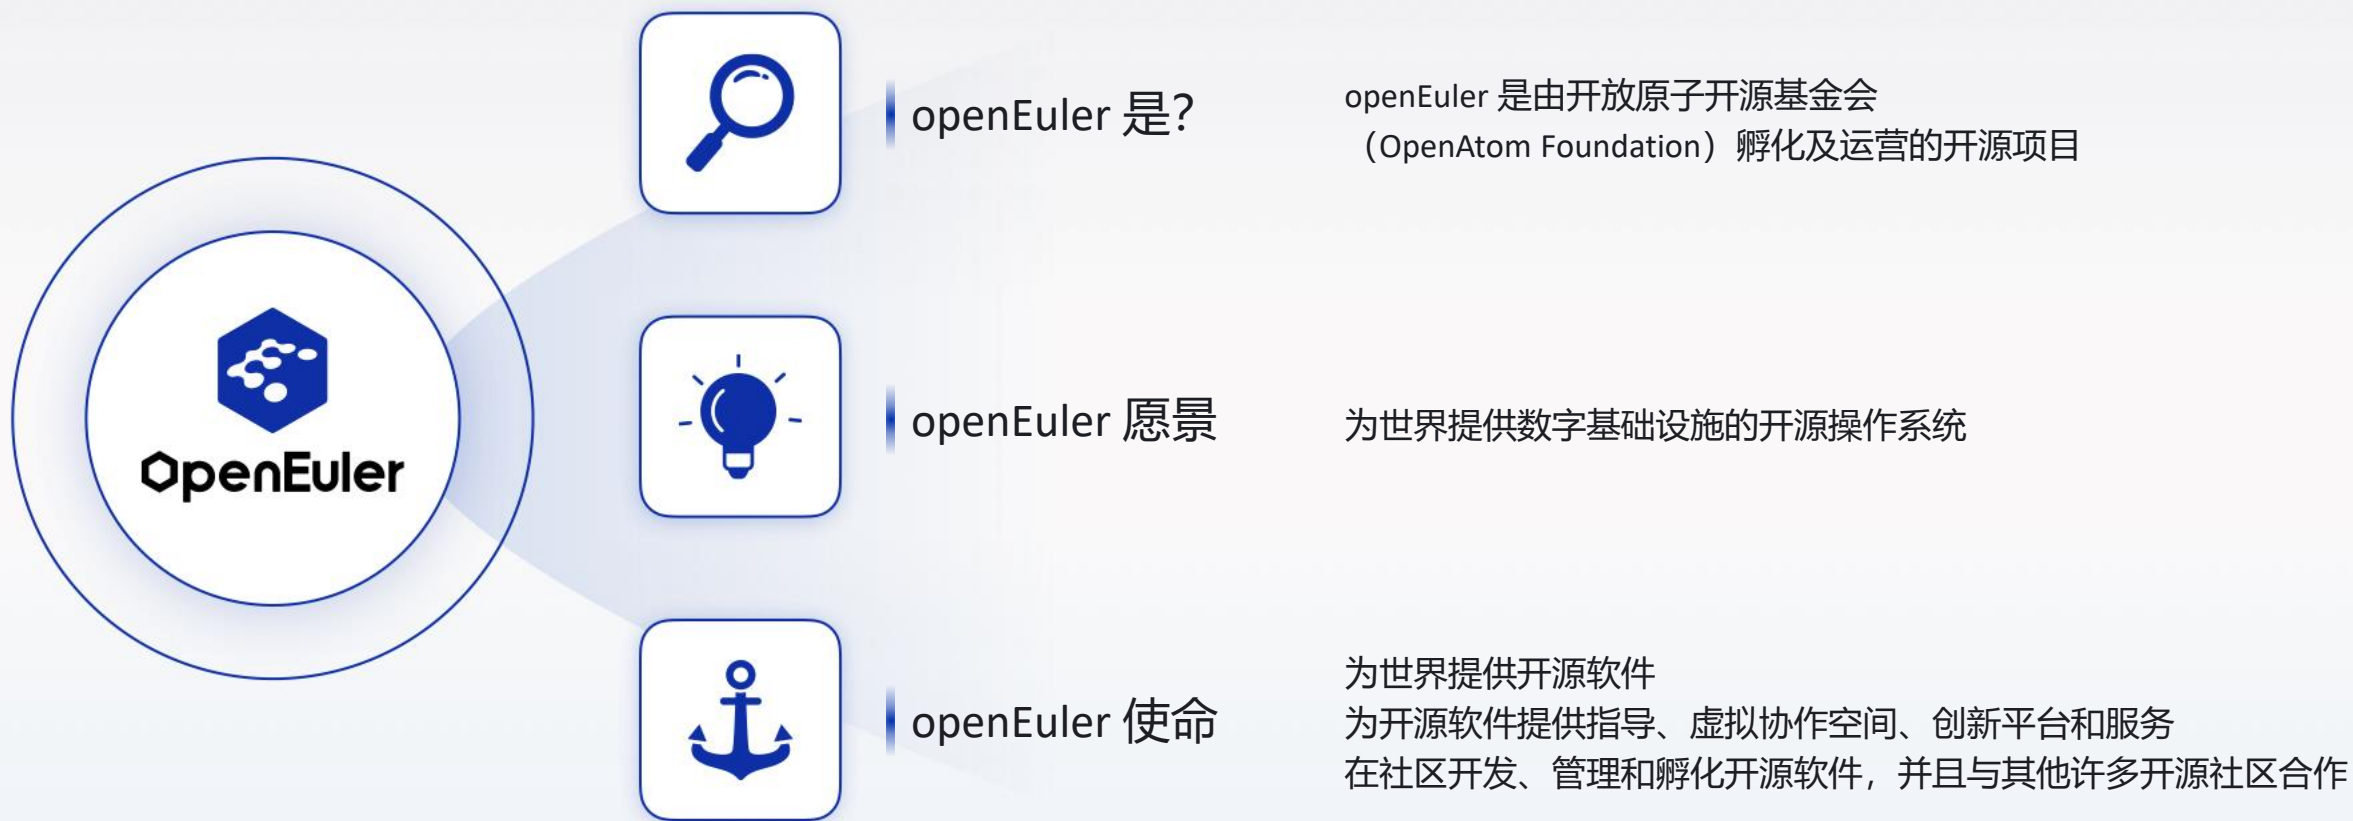 OpenEuler
openEuler 是？
openEuler 是由开放原子开源基金会
（OpenAtom Foundation）孵化及运营的开源项目
openEuler 愿景
为世界提供数字基础设施的开源操作系统
openEuler 使命
为世界提供开源软件
为开源软件提供指导、虚拟协作空间、创新平台和服务
在社区开发、管理和孵化开源软件，并且与其他许多开源社区合作